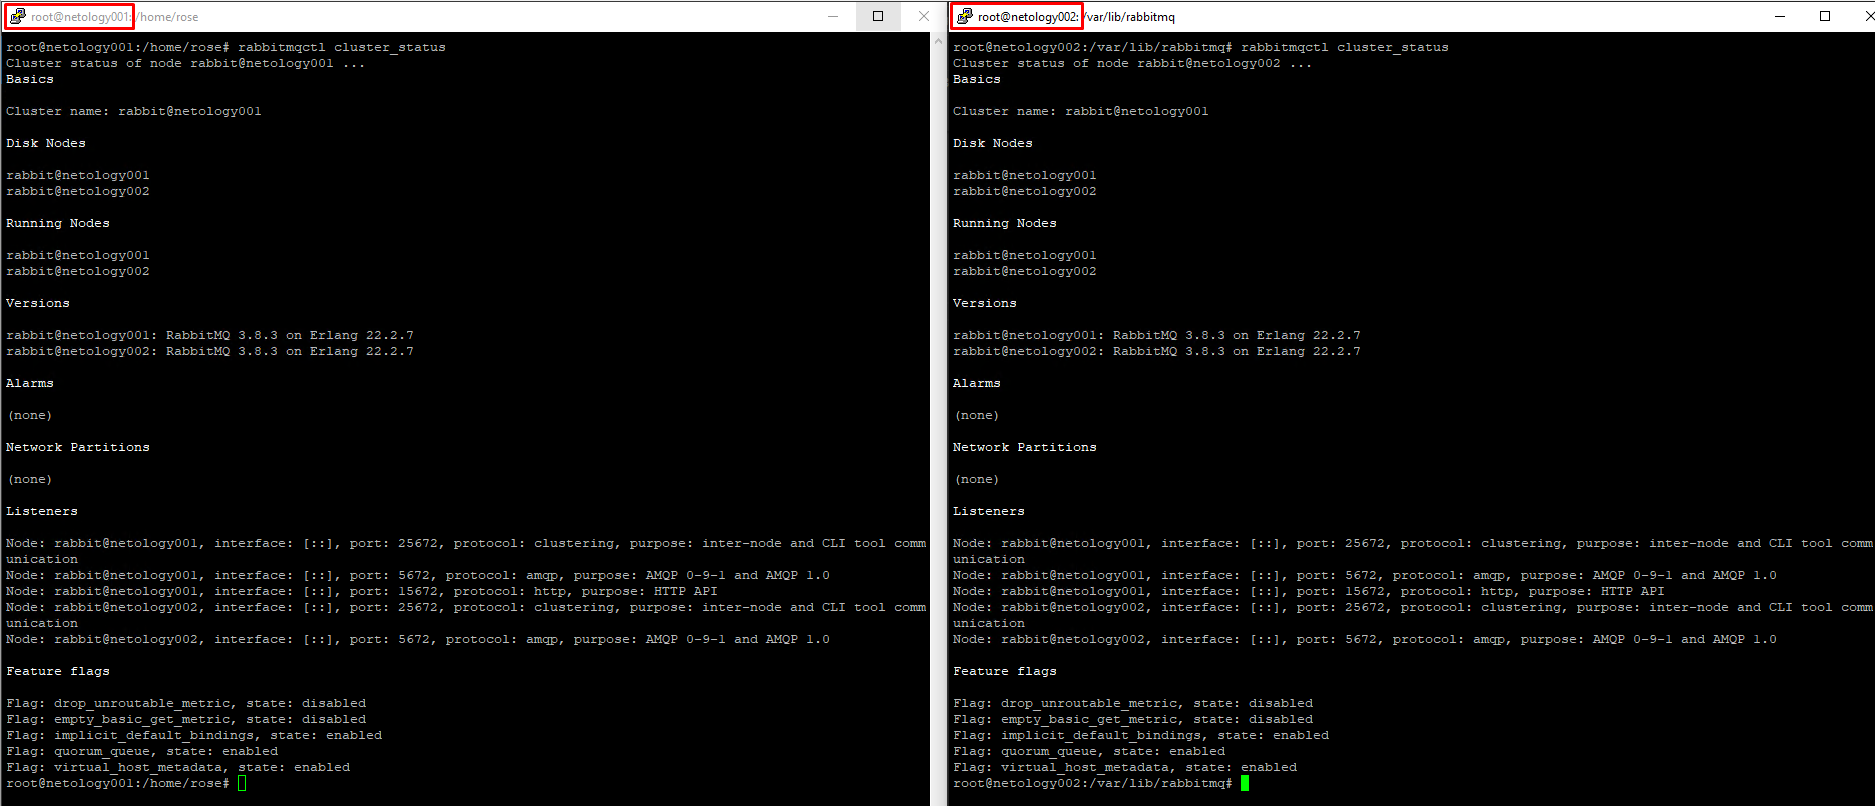 root@netology001: /home/rose
root@netology001:/home/rose# rabbitmqctl cluster_status
Cluster status of node rabbit@netology001 ...
Basics
Cluster name: rabbit@netology001
Disk Nodes
rabbit@netology001
rabbit@netology002
Running Nodes
rabbit@netology001
rabbit@netology002
Versions
rabbit@netology001: RabbitMQ 3.8.3 on Erlang 22.2.7
rabbit@netology002: RabbitMQ 3.8.3 on Erlang 22.2.7
Alarms
(none)
Network Partitions
(none)
Listeners
Node: rabbit@netology001, interface: [::], port: 25672, protocol: clustering, purpose: inter-node and CLI tool comm
unication
Node: rabbit@netology001, interface: [::], port: 5672, protocol: amqp, purpose: AMQP 0-9-1 and AMQP 1.0
Node: rabbit@netology001, interface: [::], port: 15672, protocol: http, purpose: HTTP API
Node: rabbit@netology002, interface: [::], port: 25672, protocol: clustering, purpose: inter-node and CLI tool comm
unication
Node: rabbit@netology002, interface: [::], port: 5672, protocol: amqp, purpose: AMQP 0-9-1 and AMQP 1.0
Feature flags
Flag: drop_unroutable_metric, state: disabled
Flag: empty_basic_get_metric, state: disabled
Flag: implicit_default_bindings, state: enabled
Flag: quorum_queue, state: enabled
Flag: virtual_host_metadata, state: enabled
root@netology001:/home/rose#
root@netology002: /var/lib/rabbitmq
root@netology002:/var/lib/rabbitmq# rabbitmqctl cluster_status
Cluster status of node rabbit@netology002 ...
Basics
Cluster name: rabbit@netology001
Disk Nodes
rabbit@netology001
rabbit@netology002
Running Nodes
rabbit@netology001
rabbit@netology002
Versions
rabbit@netology001: RabbitMQ 3.8.3 on Erlang 22.2.7
rabbit@netology002: RabbitMQ 3.8.3 on Erlang 22.2.7
Alarms
(none)
Network Partitions
(none)
Listeners
Node: rabbit@netology001, interface: [::], port: 25672, protocol: clustering, purpose: inter-node and CLI tool comm
unication
Node: rabbit@netology001, interface: [::], port: 5672, protocol: amqp, purpose: AMQP 0-9-1 and AMQP 1.0
Node: rabbit@netology001, interface: [::], port: 15672, protocol: http, purpose: HTTP API
Node: rabbit@netology002, interface: [::], port: 25672, protocol: clustering, purpose: inter-node and CLI tool comm
unication
Node: rabbit@netology002, interface: [::], port: 5672, protocol: amqp, purpose: AMQP 0-9-1 and AMQP 1.0
Feature flags
Flag: drop_unroutable_metric, state: disabled
Flag: empty_basic_get_metric, state: disabled
Flag: implicit_default_bindings, state: enabled
Flag: quorum_queue, state: enabled
Flag: virtual_host_metadata, state: enabled
root@netology002:/var/lib/rabbitmq#